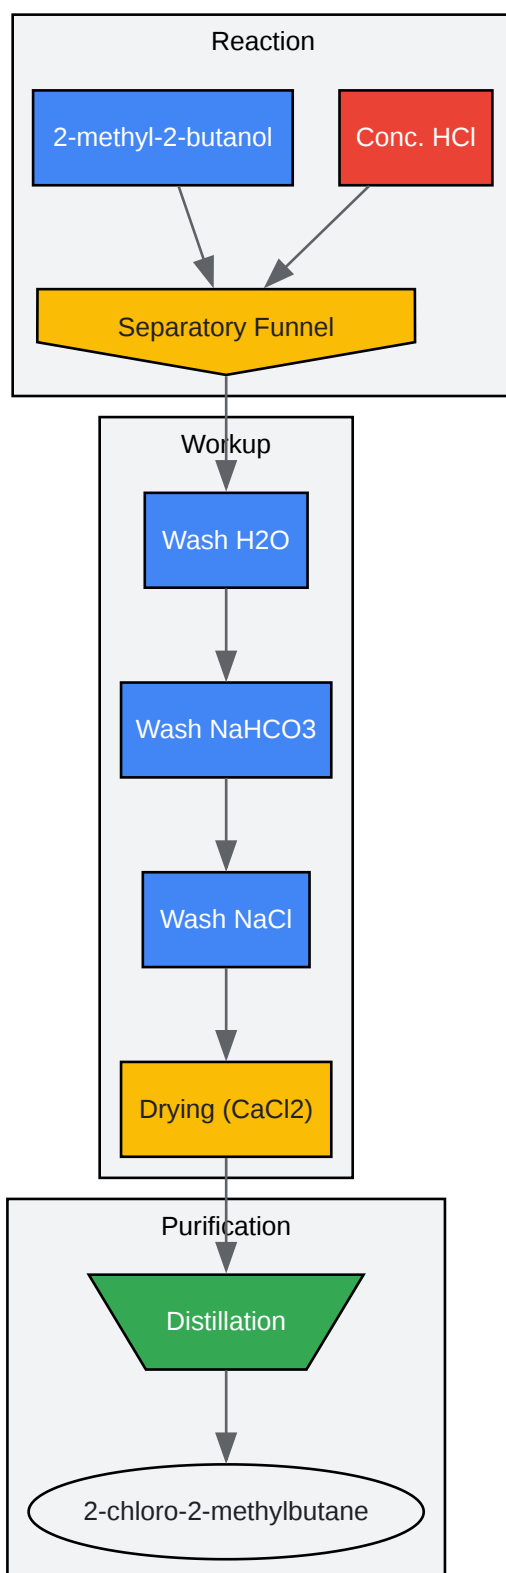 Reaction
2-methyl-2-butanol
Conc. HCl
Separatory Funnel
Workup
Wash H2O
Wash NaHCO3
Wash NaCl
Drying (CaCl2)
Purification
Distillation
2-chloro-2-methylbutane